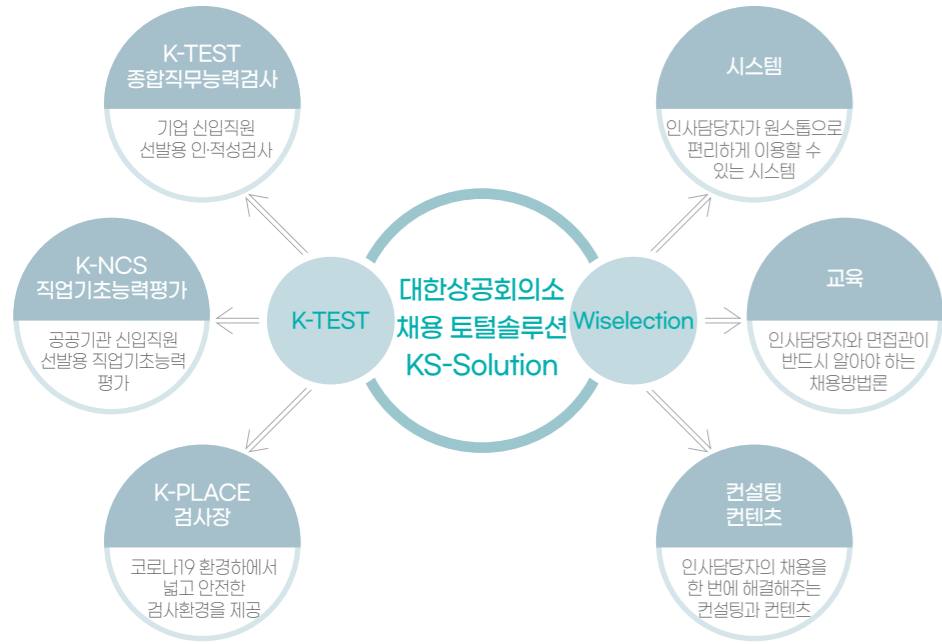 K-TEST
종합직무능력검사
기업 신입직원
선발용 인·적성검사
시스템
인사담당자가 원스톱으로
편리하게 이용할 수
있는 시스템
K-NCS
직업기초능력평가
공공기관 신입직원
선발용 직업기초능력
평가
K-TEST
대한상공회의소
채용 토털솔루션
KS-Solution
Wiselection
교육
인사담당자와 면접관이
반드시 알아야 하는
채용방법론
K-PLACE
검사장
코로나19 환경하에서
넓고 안전한
검사환경을 제공
컨설팅
컨텐츠
인사담당자의 채용을
한 번에 해결해주는
컨설팅과 컨텐츠